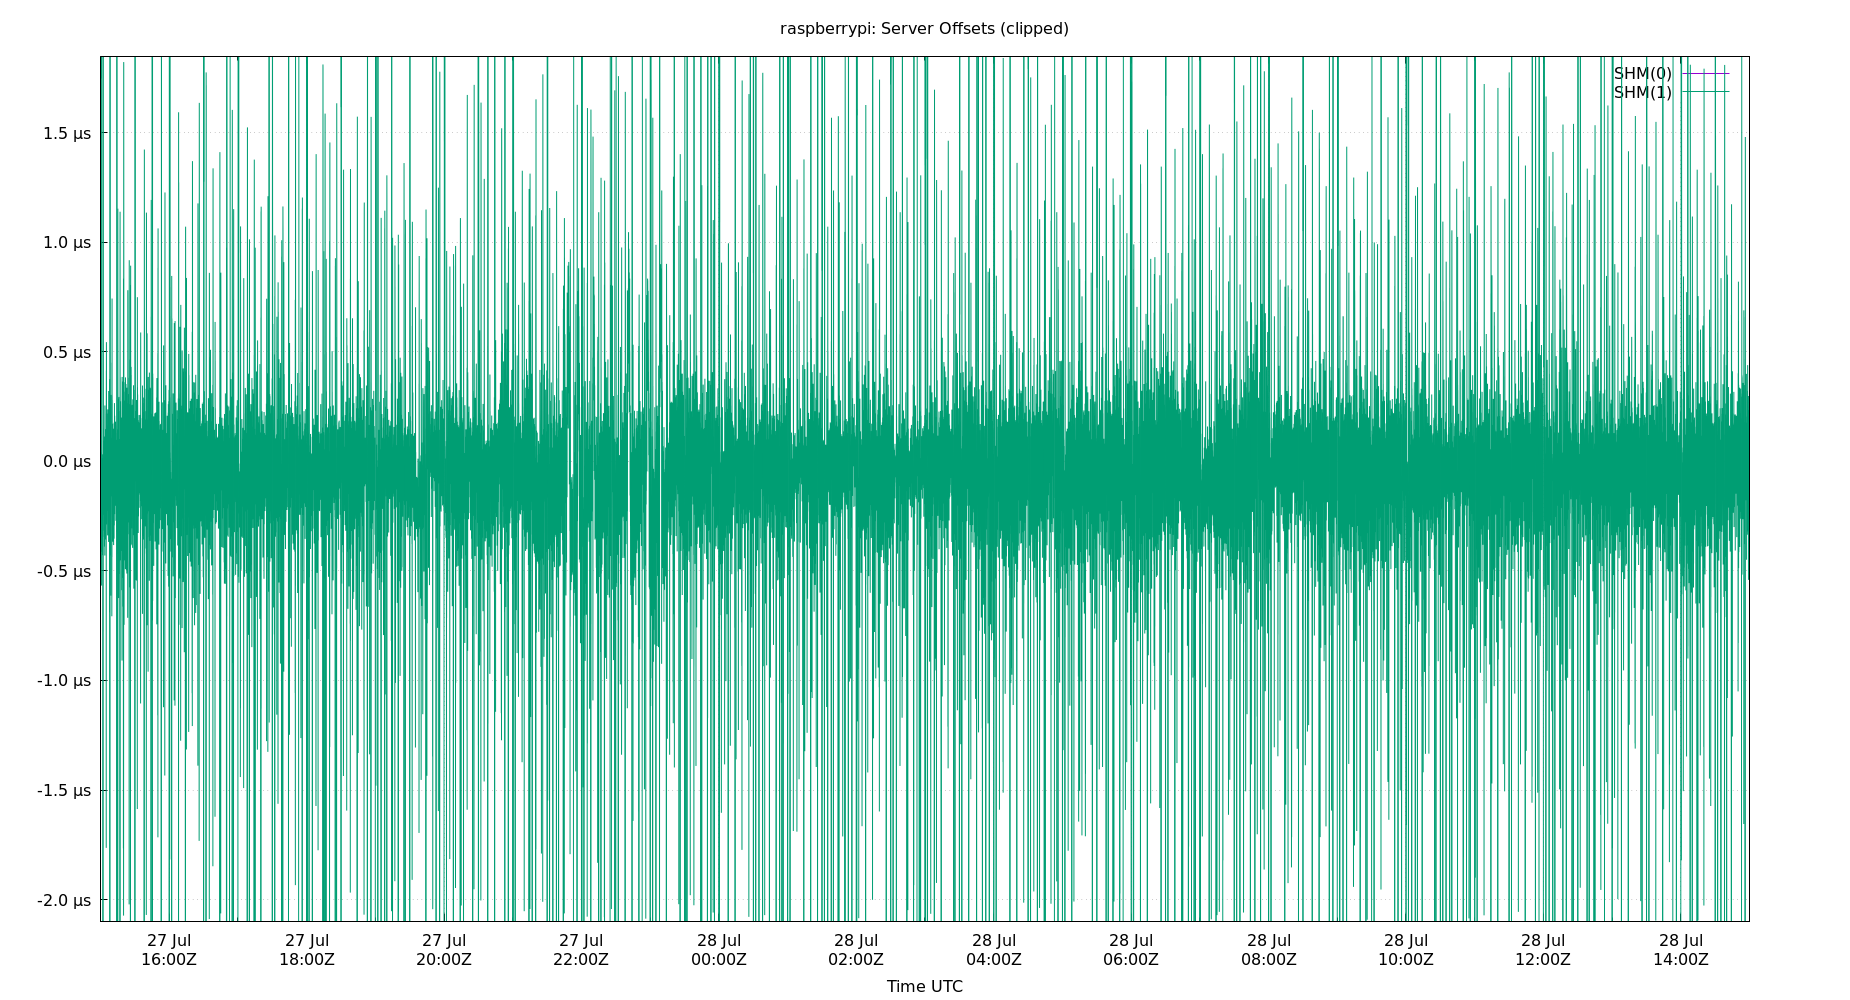 raspberrypi: Server Offsets (clipped)
SHM(0)
SHM(1)
1.5 μs
1.0 μs
0.5 μs
0.0 μs
-0.5 μs
-1.0 μs
-1.5 μs
-2.0 μs
27 Jul 27 Jul 27 Jul 27 Jul 28 Jul 28 Jul 28 Jul 28 Jul 28 Jul 28 Jul 28 Jul 28 Jul
16:00Z 18:00Z 20:00Z 22:00Z 00:00Z 02:00Z 04:00Z 06:00Z 08:00Z 10:00Z 12:00Z 14:00Z
Time UTC